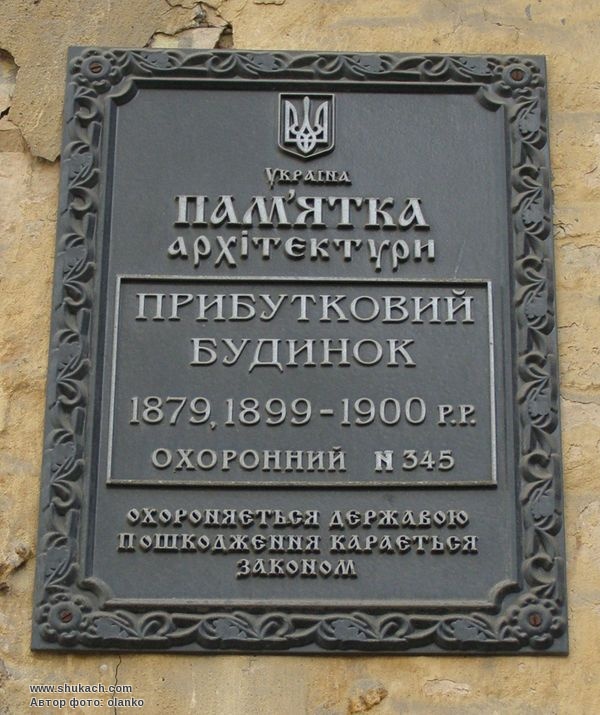 Україна
ПАМ'ЯТКА
архітектури
ПРИБУТКОВИЙ
БУДИНОК
1879, 1899 – 1900 Р.Р.
ОХОРОННИЙ N 345
ОХОРОНЯЄТЬСЯ ДЕРЖАВОЮ
ПОШКОДЖЕННЯ КАРАЄТЬСЯ
ЗАКОНОМ
www.shukach.com
Автор фото: olanko